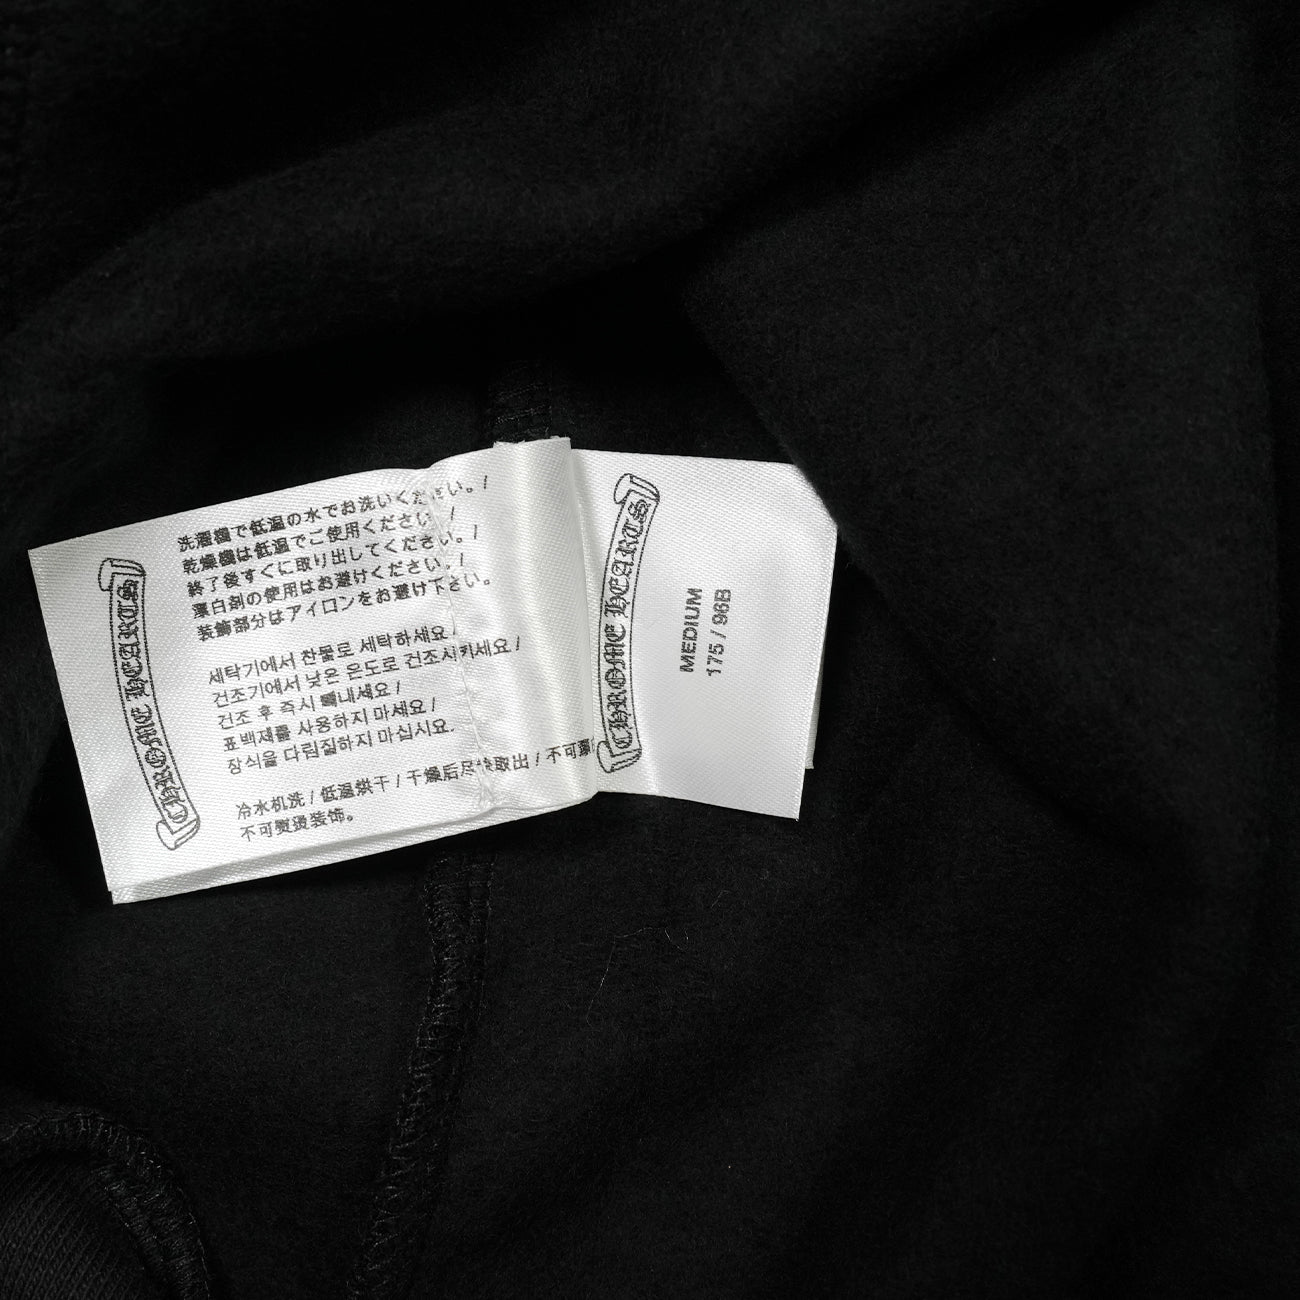 CHROME HEARTS
洗濯機で低温の水でお洗いください。/
乾燥機は低温でご使用ください。/
終了後すぐに取り出してください。/
漂白剤の使用はお避けください。/
装飾部分はアイロンをお避け下さい。
세탁기에서 찬물로 세탁하세요 /
건조기에서 낮은 온도로 건조시키세요 /
건조 후 즉시 빼내세요 /
표백제를 사용하지 마세요 /
장식을 다림질하지 마십시요.
冷水机洗 / 低温烘干 / 干燥后尽快取出 / 不可漂
不可熨烫装饰。
CHROME HEARTS
MEDIUM
175 / 96B